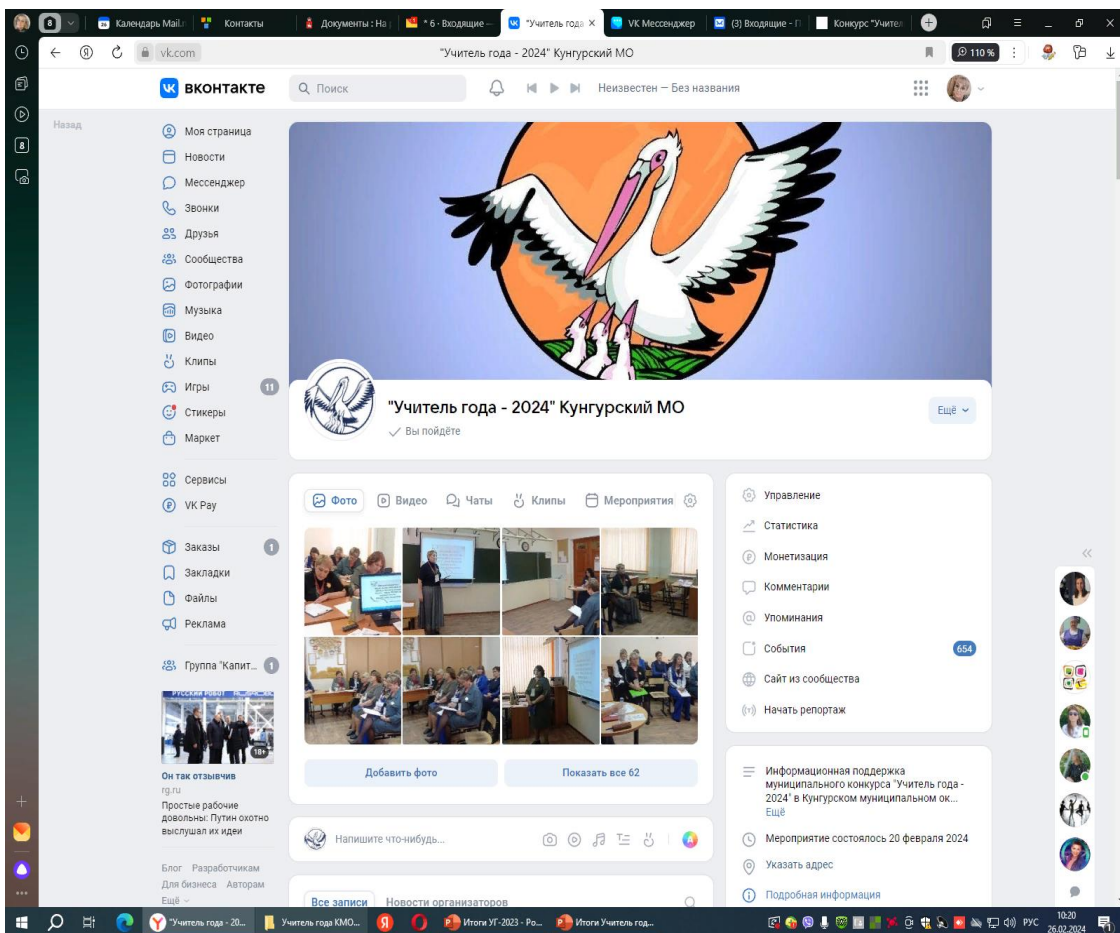 8
Календарь Mail.r
Контакты
Документы : На
* 6 · Входящие —
"Учитель года
VK Мессенджер
(3) Входящие - П
Конкурс "Учител
vk.com
"Учитель года - 2024" Кунгурский МО
110 %
8
Назад
ВКОНТАКТЕ
Поиск
Неизвестен — Без названия
Моя страница
Новости
Мессенджер
Звонки
Друзья
Сообщества
Фотографии
Музыка
Видео
Клипы
Игры 11
Стикеры
Маркет
Сервисы
VK Pay
Заказы 1
Закладки
Файлы
Реклама
Группа "Капит... 1
18+
Он так отзывчив
rg.ru
Простые рабочие
довольны: Путин охотно
выслушал их идеи
Блог Разработчикам
Для бизнеса Авторам
Ещё
"Учитель года - 2024" Кунгурский МО
Вы пойдёте
Ещё
Фото Видео Чаты Клипы Мероприятия
Добавить фото
Показать все 62
Напишите что-нибудь...
Все записи Новости организаторов
Управление
Статистика
Монетизация
Комментарии
Упоминания
События 654
Сайт из сообщества
Начать репортаж
Информационная поддержка
муниципального конкурса "Учитель года -
2024" в Кунгурском муниципальном ок...
Ещё
Мероприятие состоялось 20 февраля 2024
Указать адрес
Подробная информация
"Учитель года - 20...
Учитель года КМО...
Итоги УГ-2023 - Po...
Итоги Учитель год...
РУС
10:20
26.02.2024